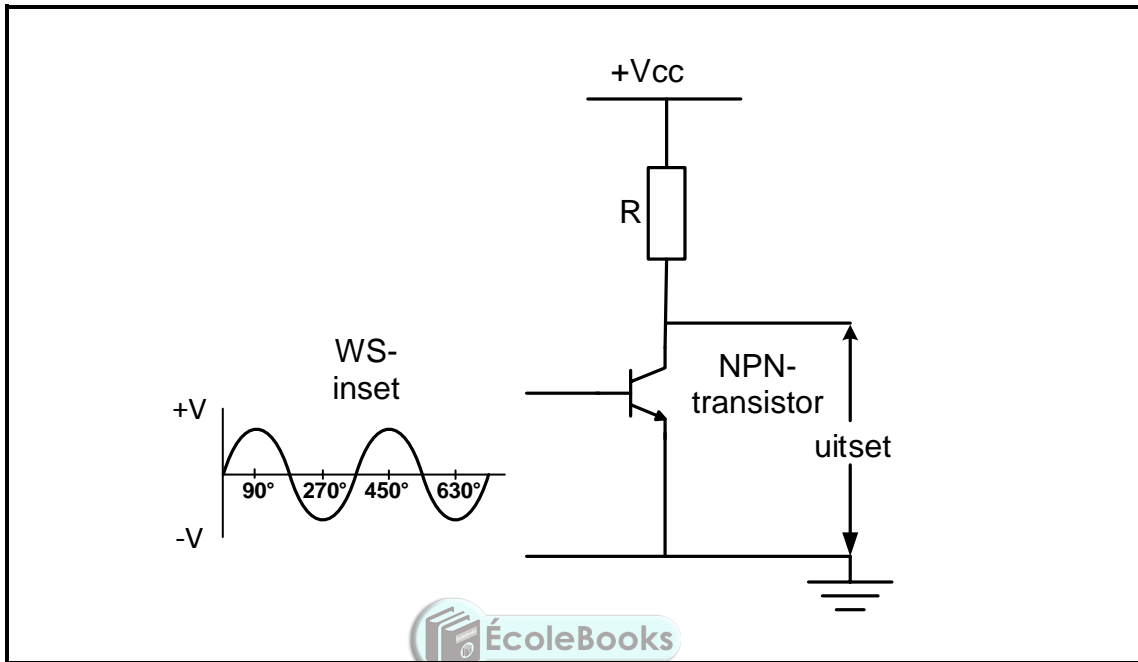 +Vcc
R
WS-
inset
NPN-
transistor
+V
uitset
90° 270° 450° 630°
-V
ÉcoleBooks